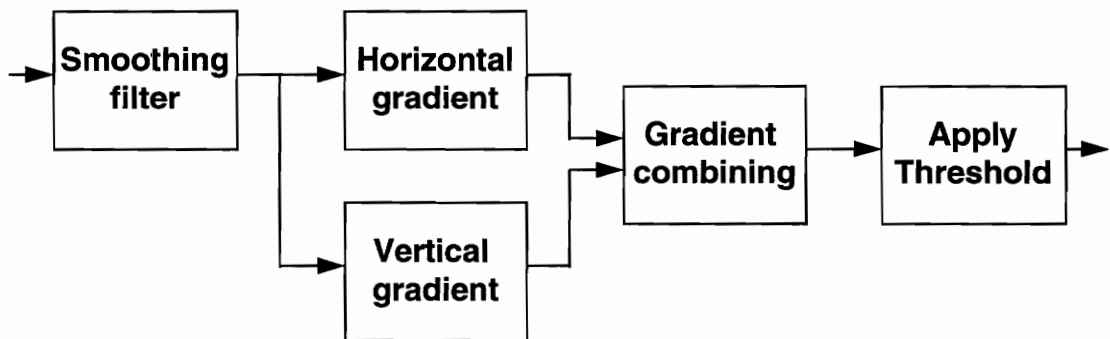 Smoothing
filter
Horizontal
gradient
Vertical
gradient
Gradient
combining
Apply
Threshold